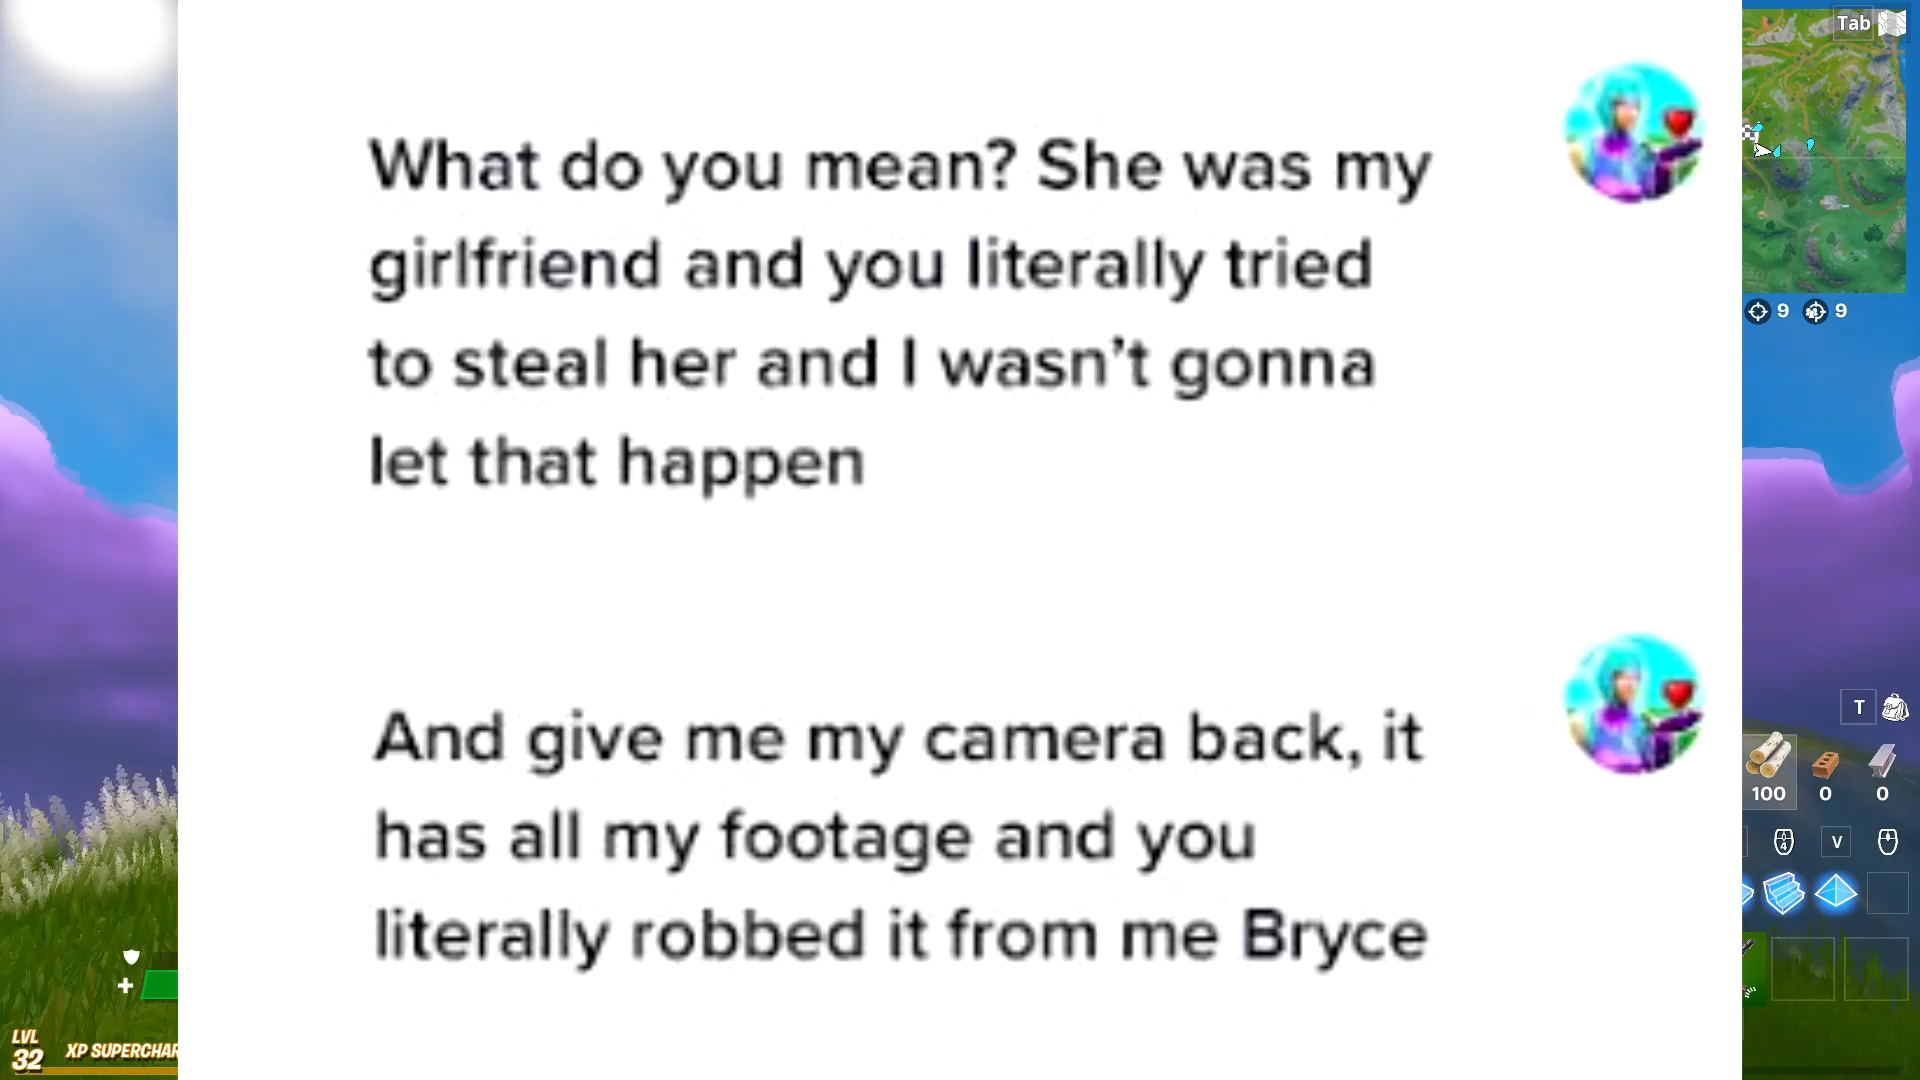 Tab
What do you mean? She was my
girlfriend and you literally tried
to steal her and I wasn’t gonna
let that happen
9 9
And give me my camera back, it
has all my footage and you
literally robbed it from me Bryce
T
100 0 0
4 V
LVL
32
XP SUPERCHAR